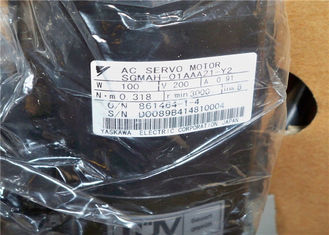 AC SERVO MOTOR
SGMAH-01AAA21-Y2
W 100 V 200 A 0.91
N·m 0.318 r/min 3000
O/N 861464-1-4
S/N D0089B414810004
YASKAWA ELECTRIC CORPORATION JAPAN